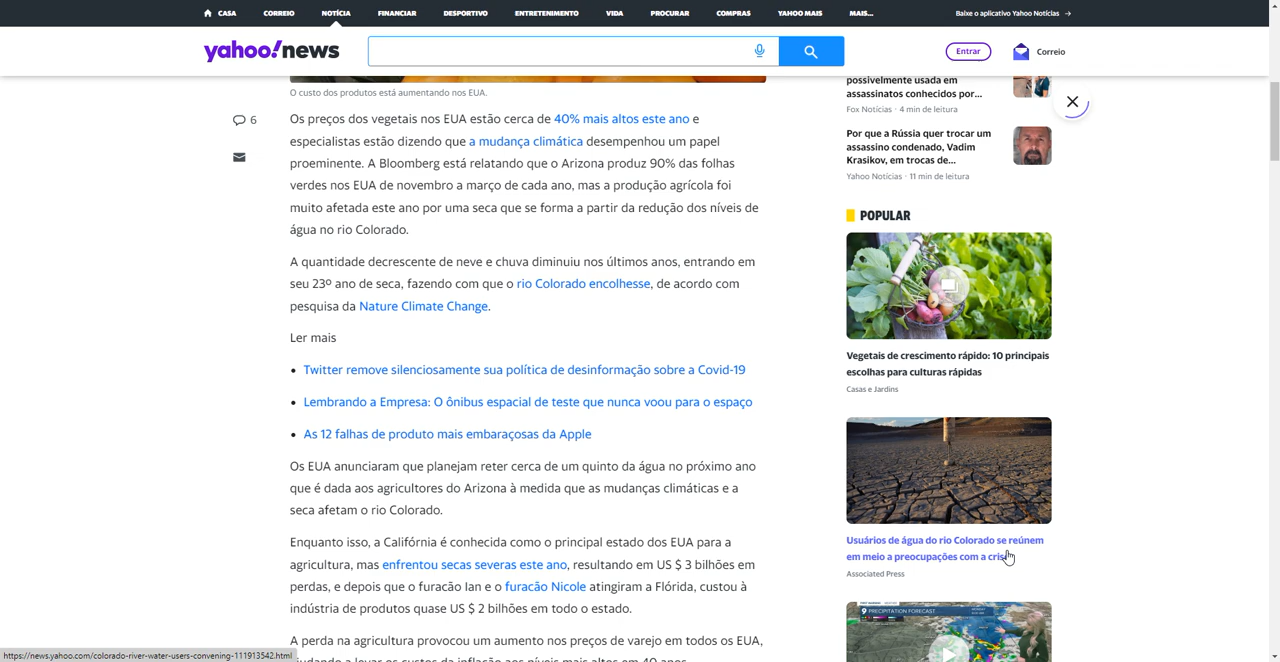 CASA CORREIO NOTÍCIA FINANCIAR DESPORTIVO ENTRETENIMENTO VIDA PROCURAR COMPRAS YAHOO MAIS MAIS... Baixe o aplicativo Yahoo Notícias →
yahoo!news Entrar Correio
O custo dos produtos está aumentando nos EUA.
6
Os preços dos vegetais nos EUA estão cerca de 40% mais altos este ano e
especialistas estão dizendo que a mudança climática desempenhou um papel
proeminente. A Bloomberg está relatando que o Arizona produz 90% das folhas
verdes nos EUA de novembro a março de cada ano, mas a produção agrícola foi
muito afetada este ano por uma seca que se forma a partir da redução dos níveis de
água no rio Colorado.
A quantidade decrescente de neve e chuva diminuiu nos últimos anos, entrando em
seu 23º ano de seca, fazendo com que o rio Colorado encolhesse, de acordo com
pesquisa da Nature Climate Change.
Ler mais
• Twitter remove silenciosamente sua política de desinformação sobre a Covid-19
• Lembrando a Empresa: O ônibus espacial de teste que nunca voou para o espaço
• As 12 falhas de produto mais embaraçosas da Apple
Os EUA anunciaram que planejam reter cerca de um quinto da água no próximo ano
que é dada aos agricultores do Arizona à medida que as mudanças climáticas e a
seca afetam o rio Colorado.
Enquanto isso, a Califórnia é conhecida como o principal estado dos EUA para a
agricultura, mas enfrentou secas severas este ano, resultando em US $ 3 bilhões em
perdas, e depois que o furacão Ian e o furacão Nicole atingiram a Flórida, custou à
indústria de produtos quase US $ 2 bilhões em todo o estado.
A perda na agricultura provocou um aumento nos preços de varejo em todos os EUA,
ajudando a levar os custos da inflação aos níveis mais altos em 40 anos.
possivelmente usada em
assassinatos conhecidos por...
Fox Notícias · 4 min de leitura
Por que a Rússia quer trocar um
assassino condenado, Vadim
Krasikov, em trocas de...
Yahoo Notícias · 11 min de leitura
POPULAR
Vegetais de crescimento rápido: 10 principais
escolhas para culturas rápidas
Casas e Jardins
Usuários de água do rio Colorado se reúnem
em meio a preocupações com a crise
Associated Press
PRECIPITATION FORECAST
https://news.yahoo.com/colorado-river-water-users-convening-111913542.html